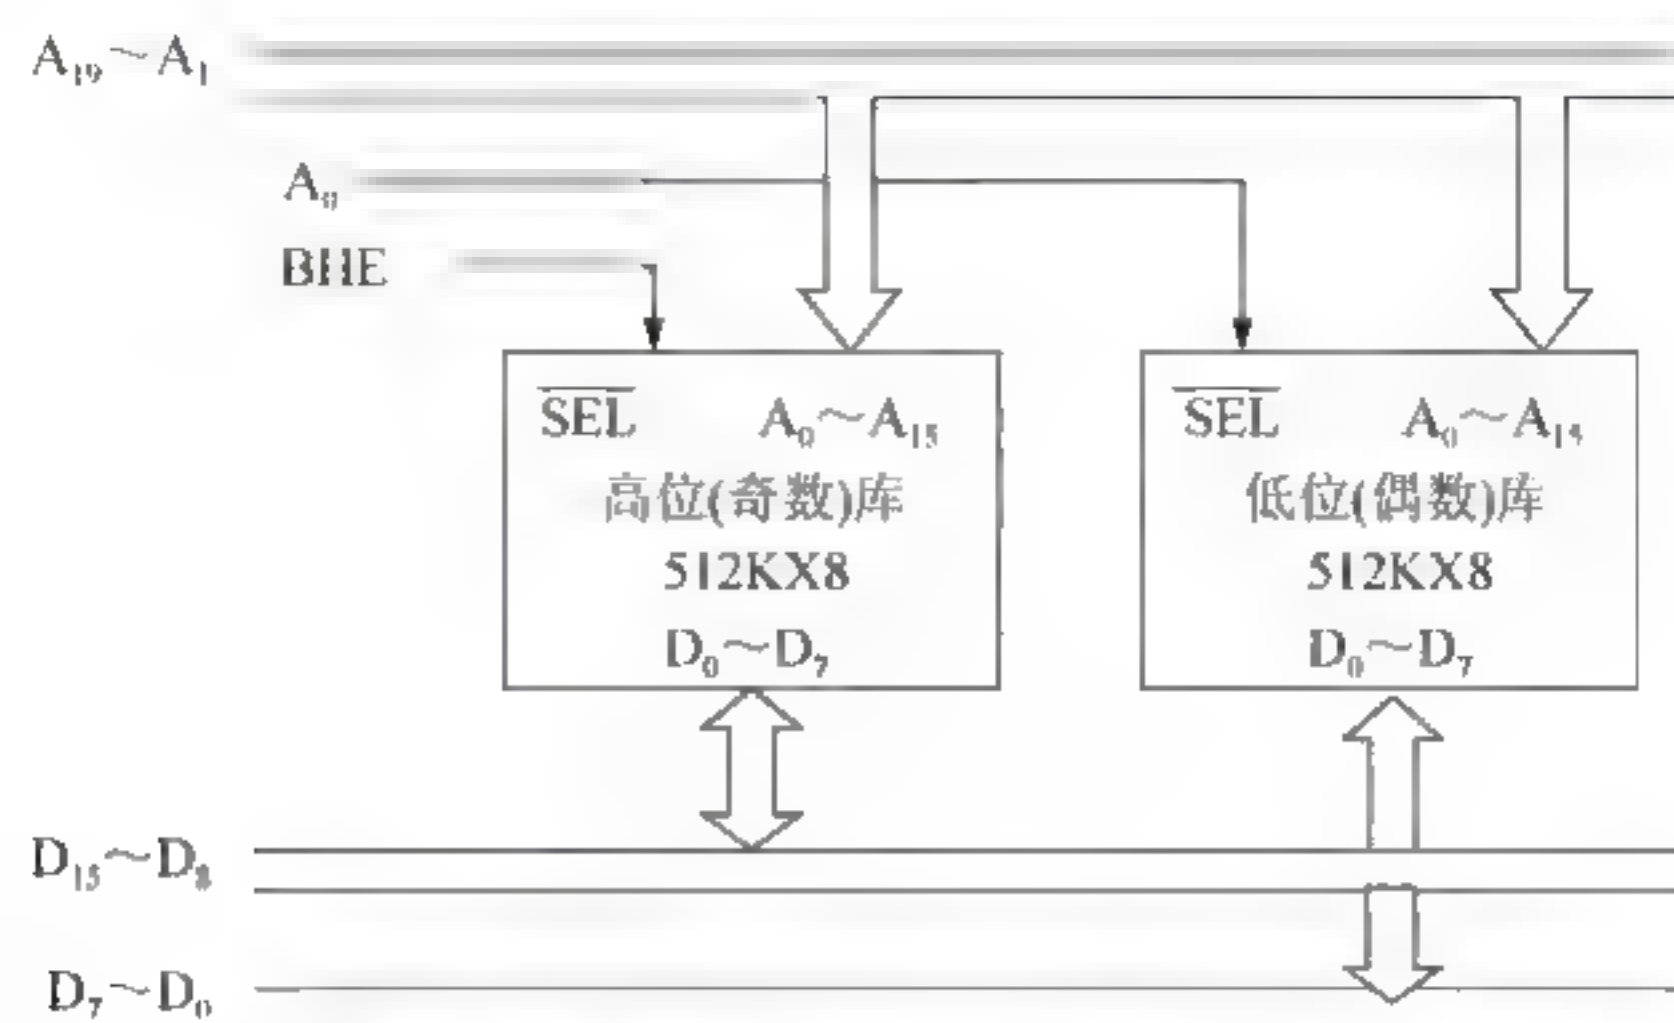 A₁₉～A₁
A₀
BHE
SEL A₀～A₁₅
高位(奇数)库
512KX8
D₀～D₇
SEL A₀～A₁₅
低位(偶数)库
512KX8
D₀～D₇
D₁₅～D₈
D₇～D₀